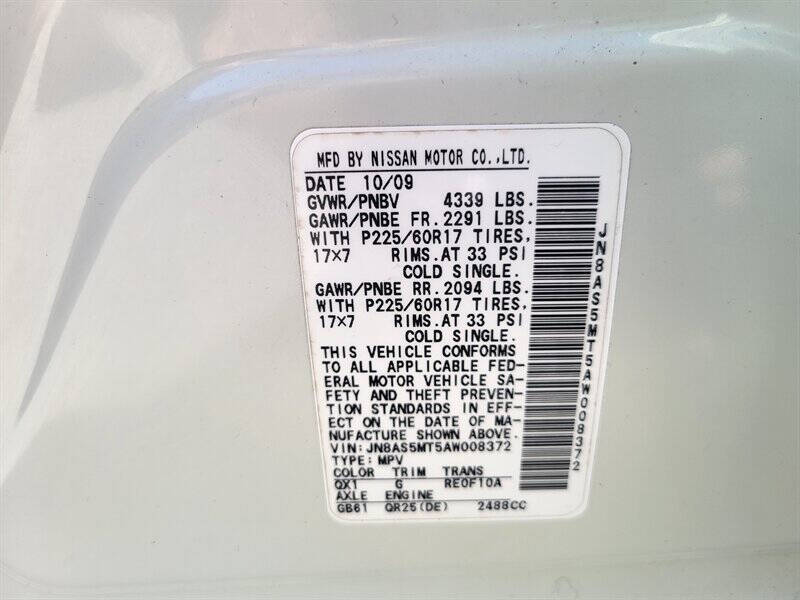 MFD BY NISSAN MOTOR CO.,LTD.
DATE 10/09
GVWR/PNBV 4339 LBS.
GAWR/PNBE FR.2291 LBS.
WITH P225/60R17 TIRES,
17×7 RIMS.AT 33 PSI
COLD SINGLE.
GAWR/PNBE RR.2094 LBS.
WITH P225/60R17 TIRES,
17×7 RIMS.AT 33 PSI
COLD SINGLE.
THIS VEHICLE CONFORMS
TO ALL APPLICABLE FED-
ERAL MOTOR VEHICLE SA-
FETY AND THEFT PREVEN-
TION STANDARDS IN EFF-
ECT ON THE DATE OF MA-
NUFACTURE SHOWN ABOVE.
VIN:JN8AS5MT5AW008372
TYPE:MPV
COLOR TRIM TRANS
QX1 G RE0F10A
AXLE ENGINE
GB61 QR25(DE) 2488CC
JN8AS5MT5AW008372